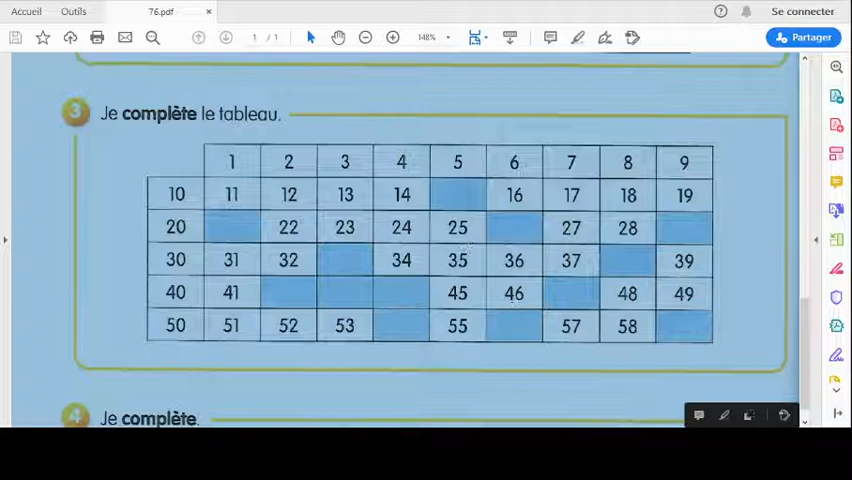 Accueil Outils 76.pdf × Se connecter
1 / 1 148% Partager
3 Je complète le tableau.
1 2 3 4 5 6 7 8 9
10 11 12 13 14 16 17 18 19
20 22 23 24 25 27 28
30 31 32 34 35 36 37 39
40 41 45 46 48 49
50 51 52 53 55 57 58
4 Je complète.